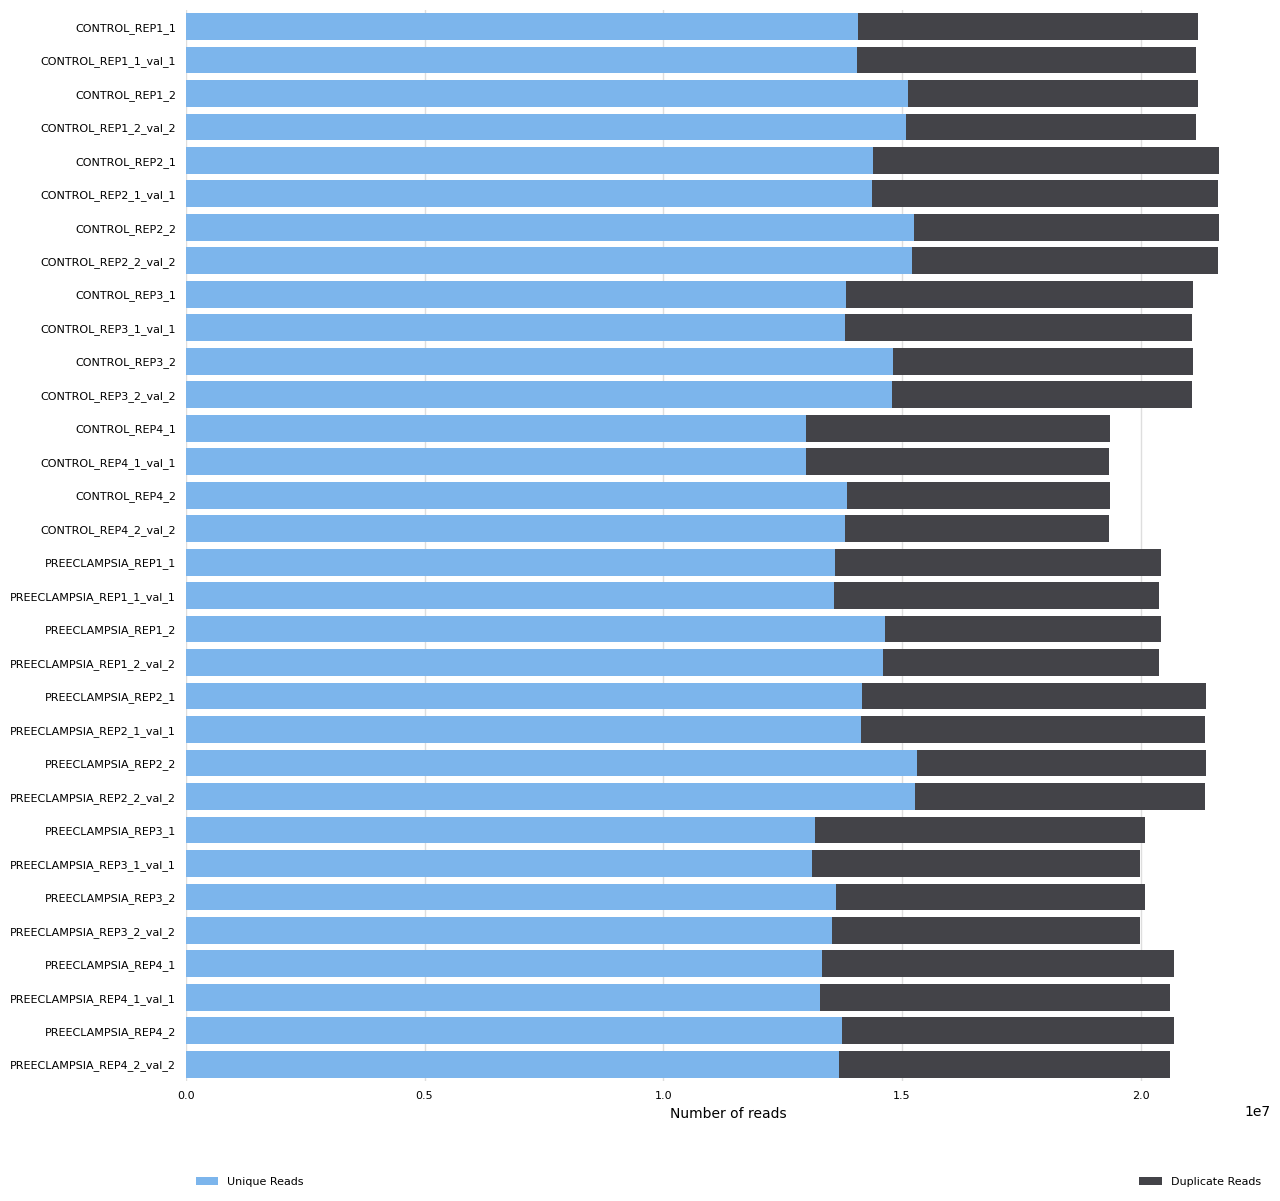 CONTROL_REP1_1
CONTROL_REP1_1_val_1
CONTROL_REP1_2
CONTROL_REP1_2_val_2
CONTROL_REP2_1
CONTROL_REP2_1_val_1
CONTROL_REP2_2
CONTROL_REP2_2_val_2
CONTROL_REP3_1
CONTROL_REP3_1_val_1
CONTROL_REP3_2
CONTROL_REP3_2_val_2
CONTROL_REP4_1
CONTROL_REP4_1_val_1
CONTROL_REP4_2
CONTROL_REP4_2_val_2
PREECLAMPSIA_REP1_1
PREECLAMPSIA_REP1_1_val_1
PREECLAMPSIA_REP1_2
PREECLAMPSIA_REP1_2_val_2
PREECLAMPSIA_REP2_1
PREECLAMPSIA_REP2_1_val_1
PREECLAMPSIA_REP2_2
PREECLAMPSIA_REP2_2_val_2
PREECLAMPSIA_REP3_1
PREECLAMPSIA_REP3_1_val_1
PREECLAMPSIA_REP3_2
PREECLAMPSIA_REP3_2_val_2
PREECLAMPSIA_REP4_1
PREECLAMPSIA_REP4_1_val_1
PREECLAMPSIA_REP4_2
PREECLAMPSIA_REP4_2_val_2
0.0 0.5 1.0 1.5 2.0
Number of reads 1e7
Unique Reads Duplicate Reads